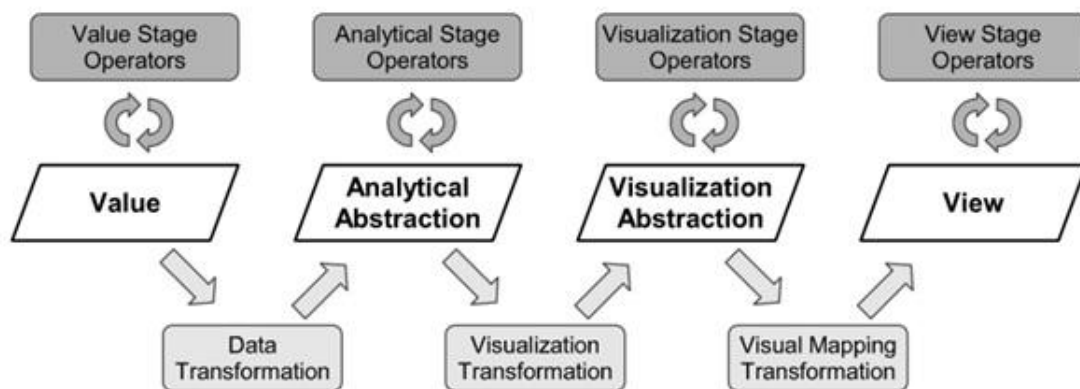 Value Stage
Operators
Analytical Stage
Operators
Visualization Stage
Operators
View Stage
Operators
Value
Analytical
Abstraction
Visualization
Abstraction
View
Data
Transformation
Visualization
Transformation
Visual Mapping
Transformation